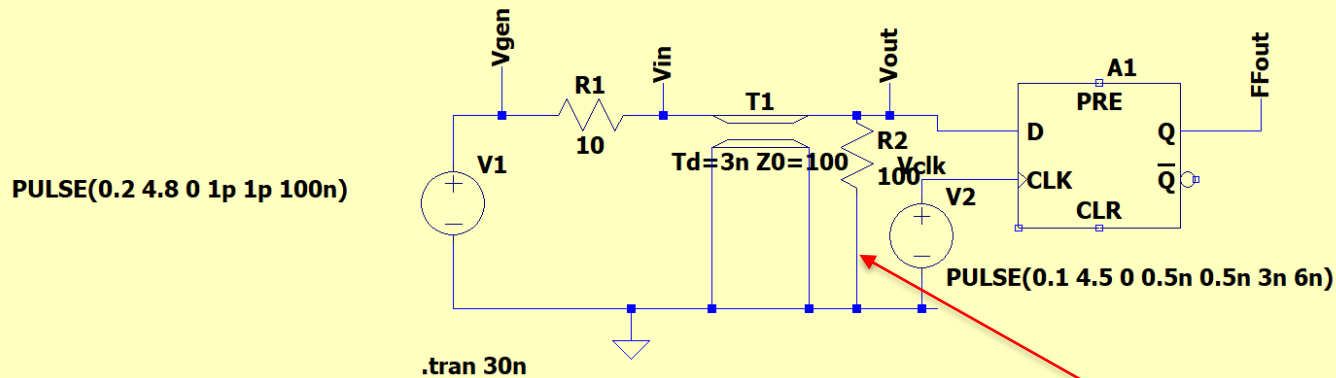 Vgen
R1
10
Vin
T1
Td=3n Z0=100
Vout
R2
100
Vclk
V1
PULSE(0.2 4.8 0 1p 1p 100n)
V2
PULSE(0.1 4.5 0 0.5n 0.5n 3n 6n)
A1
PRE
D
Q
CLK
Q̅
CLR
FFout
.tran 30n